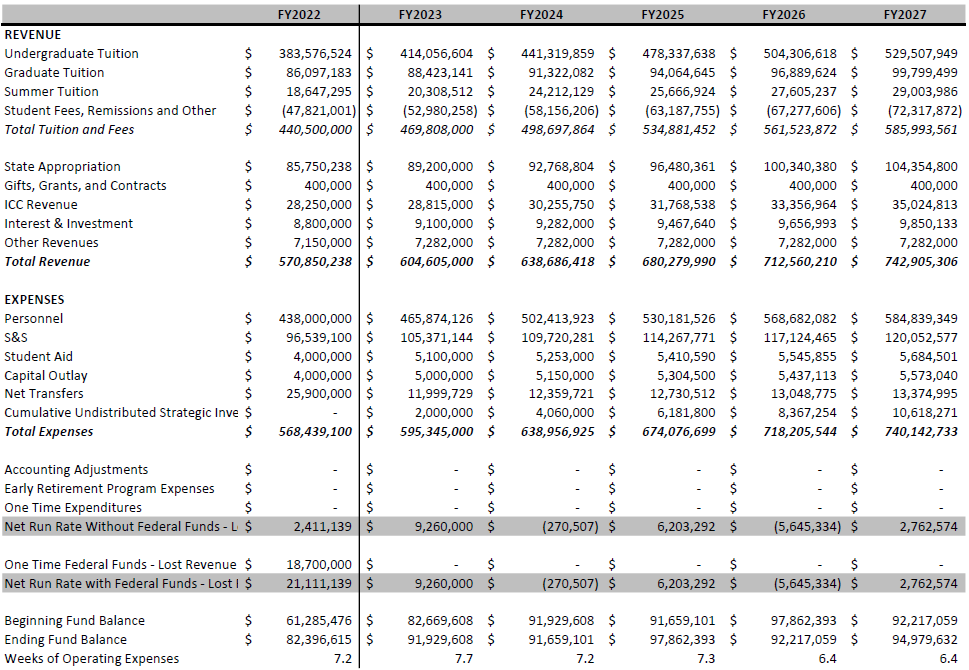 FY2022 FY2023 FY2024 FY2025 FY2026 FY2027
REVENUE
Undergraduate Tuition $ 383,576,524 $ 414,056,604 $ 441,319,859 $ 478,337,638 $ 504,306,618 $ 529,507,949
Graduate Tuition $ 86,097,183 $ 88,423,141 $ 91,322,082 $ 94,064,645 $ 96,889,624 $ 99,799,499
Summer Tuition $ 18,647,295 $ 20,308,512 $ 24,212,129 $ 25,666,924 $ 27,605,237 $ 29,003,986
Student Fees, Remissions and Other $ (47,821,001) $ (52,980,258) $ (58,156,206) $ (63,187,755) $ (67,277,606) $ (72,317,872)
Total Tuition and Fees $ 440,500,000 $ 469,808,000 $ 498,697,864 $ 534,881,452 $ 561,523,872 $ 585,993,561
State Appropriation $ 85,750,238 $ 89,200,000 $ 92,768,804 $ 96,480,361 $ 100,340,380 $ 104,354,800
Gifts, Grants, and Contracts $ 400,000 $ 400,000 $ 400,000 $ 400,000 $ 400,000 $ 400,000
ICC Revenue $ 28,250,000 $ 28,815,000 $ 30,255,750 $ 31,768,538 $ 33,356,964 $ 35,024,813
Interest & Investment $ 8,800,000 $ 9,100,000 $ 9,282,000 $ 9,467,640 $ 9,656,993 $ 9,850,133
Other Revenues $ 7,150,000 $ 7,282,000 $ 7,282,000 $ 7,282,000 $ 7,282,000 $ 7,282,000
Total Revenue $ 570,850,238 $ 604,605,000 $ 638,686,418 $ 680,279,990 $ 712,560,210 $ 742,905,306
EXPENSES
Personnel $ 438,000,000 $ 465,874,126 $ 502,413,923 $ 530,181,526 $ 568,682,082 $ 584,839,349
S&S $ 96,539,100 $ 105,371,144 $ 109,720,281 $ 114,267,771 $ 117,124,465 $ 120,052,577
Student Aid $ 4,000,000 $ 5,100,000 $ 5,253,000 $ 5,410,590 $ 5,545,855 $ 5,684,501
Capital Outlay $ 4,000,000 $ 5,000,000 $ 5,150,000 $ 5,304,500 $ 5,437,113 $ 5,573,040
Net Transfers $ 25,900,000 $ 11,999,729 $ 12,359,721 $ 12,730,512 $ 13,048,775 $ 13,374,995
Cumulative Undistributed Strategic Inve $ - $ 2,000,000 $ 4,060,000 $ 6,181,800 $ 8,367,254 $ 10,618,271
Total Expenses $ 568,439,100 $ 595,345,000 $ 638,956,925 $ 674,076,699 $ 718,205,544 $ 740,142,733
Accounting Adjustments $ - $ - $ - $ - $ - $ -
Early Retirement Program Expenses $ - $ - $ - $ - $ - $ -
One Time Expenditures $ - $ - $ - $ - $ - $ -
Net Run Rate Without Federal Funds - L $ 2,411,139 $ 9,260,000 $ (270,507) $ 6,203,292 $ (5,645,334) $ 2,762,574
One Time Federal Funds - Lost Revenue $ 18,700,000 $ - $ - $ - $ - $ -
Net Run Rate with Federal Funds - Lost $ 21,111,139 $ 9,260,000 $ (270,507) $ 6,203,292 $ (5,645,334) $ 2,762,574
Beginning Fund Balance $ 61,285,476 $ 82,669,608 $ 91,929,608 $ 91,659,101 $ 97,862,393 $ 92,217,059
Ending Fund Balance $ 82,396,615 $ 91,929,608 $ 91,659,101 $ 97,862,393 $ 92,217,059 $ 94,979,632
Weeks of Operating Expenses 7.2 7.7 7.2 7.3 6.4 6.4